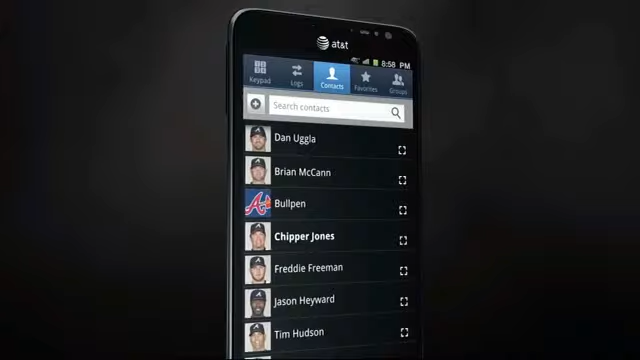 at&t
8:58 PM
Keypad
Logs
Contacts
Favorites
Groups
Search contacts
Dan Uggla
Brian McCann
Bullpen
Chipper Jones
Freddie Freeman
Jason Heyward
Tim Hudson